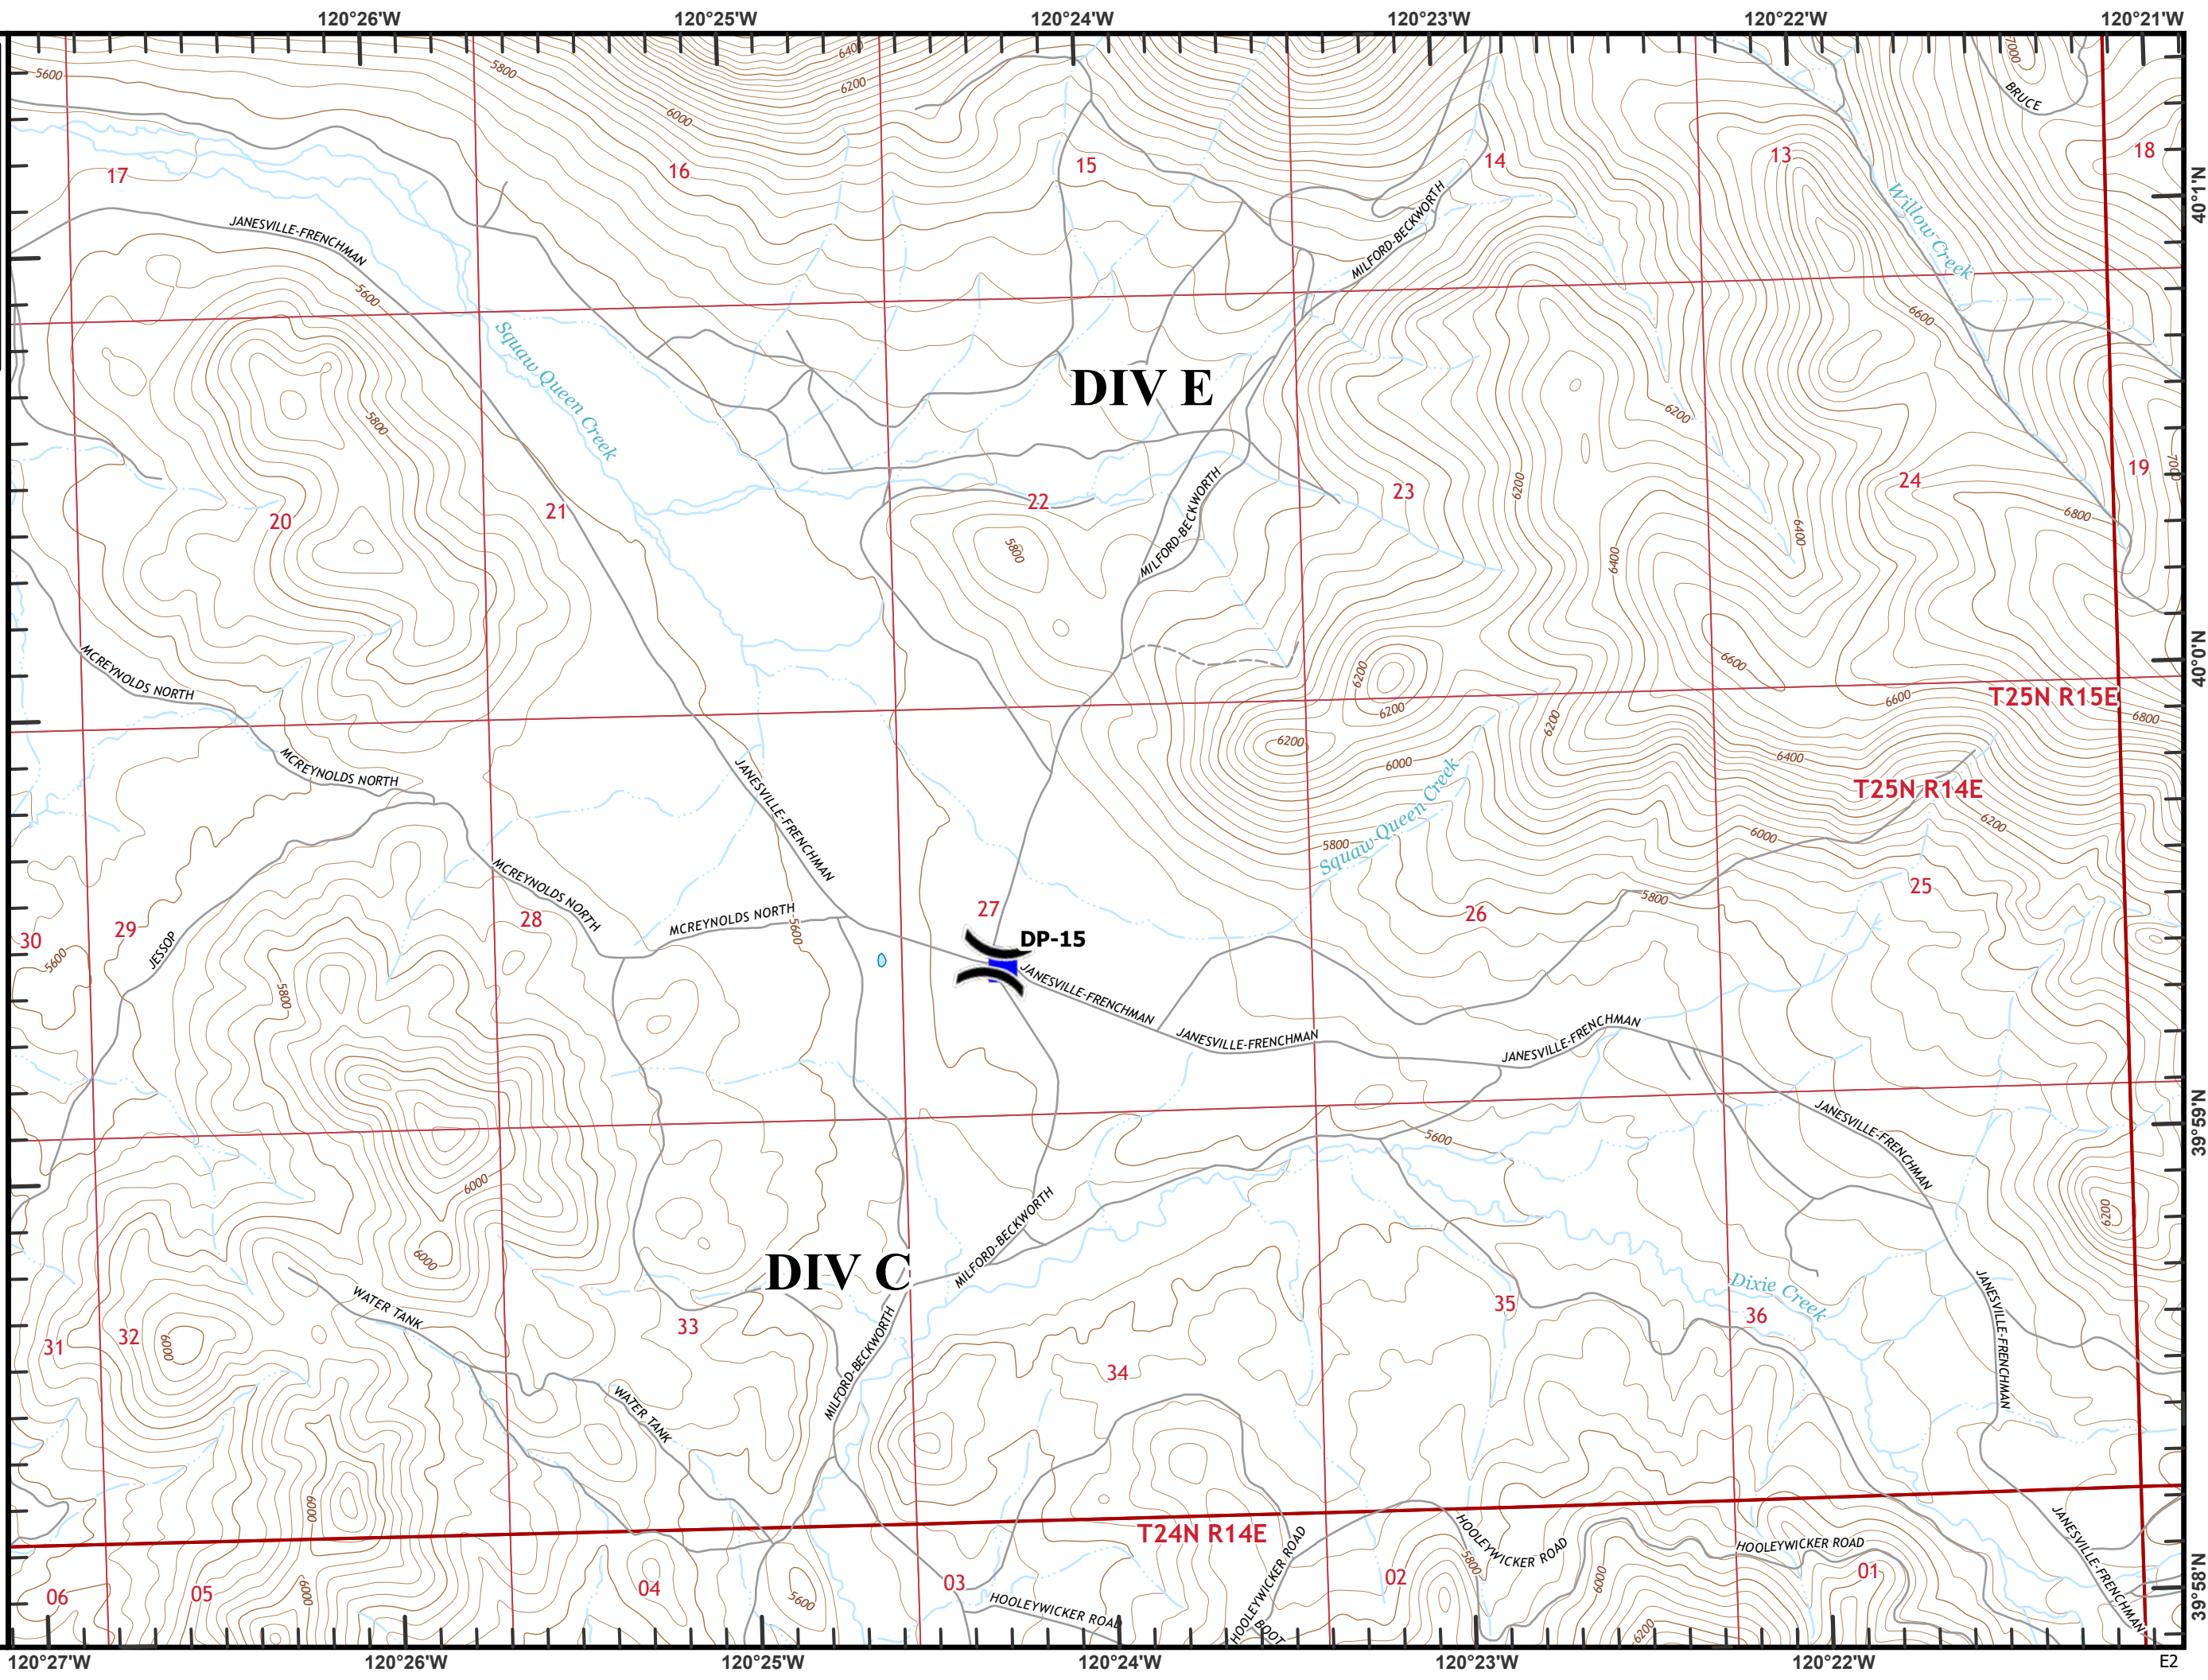 120°26'W
120°25'W
120°24'W
120°23'W
120°22'W
120°21'W
5600
5800
6400
6200
6000
7000
BRUCE
17
16
15
14
13
18
40°1'N
JANESVILLE-FRENCHMAN
MILFORD-BECKWORTH
Willow Creek
5600
6600
Squaw Queen Creek
DIV E
5800
6200
6200
20
21
22
23
24
19
6800
5800
6400
6400
MILFORD-BECKWORTH
MCREYNOLDS NORTH
6200
6600
40°0'N
T25N R15E
6600
6200
6200
6800
6200
6000
6400
MCREYNOLDS NORTH
JANESVILLE-FRENCHMAN
Squaw Queen Creek
T25N R14E
6200
6000
5800
MCREYNOLDS NORTH
MCREYNOLDS NORTH
5600
5800
25
26
27
28
29
30
JESSOP
5600
DP-15
JANESVILLE-FRENCHMAN
5800
JANESVILLE-FRENCHMAN
JANESVILLE-FRENCHMAN
JANESVILLE-FRENCHMAN
39°59'N
5600
6000
6000
6200
MILFORD-BECKWORTH
DIV C
Dixie Creek
WATER TANK
6000
31
32
33
34
35
36
MILFORD-BECKWORTH
JANESVILLE-FRENCHMAN
WATER TANK
6000
T24N R14E
HOOLEYWICKER ROAD
HOOLEYWICKER ROAD
HOOLEYWICKER ROAD
JANESVILLE-FRENCHMAN
5800
6000
06
05
04
03
02
01
6000
5600
HOOLEYWICKER ROAD
BOOT
6200
39°58'N
120°27'W
120°26'W
120°25'W
120°24'W
120°23'W
120°22'W
E2